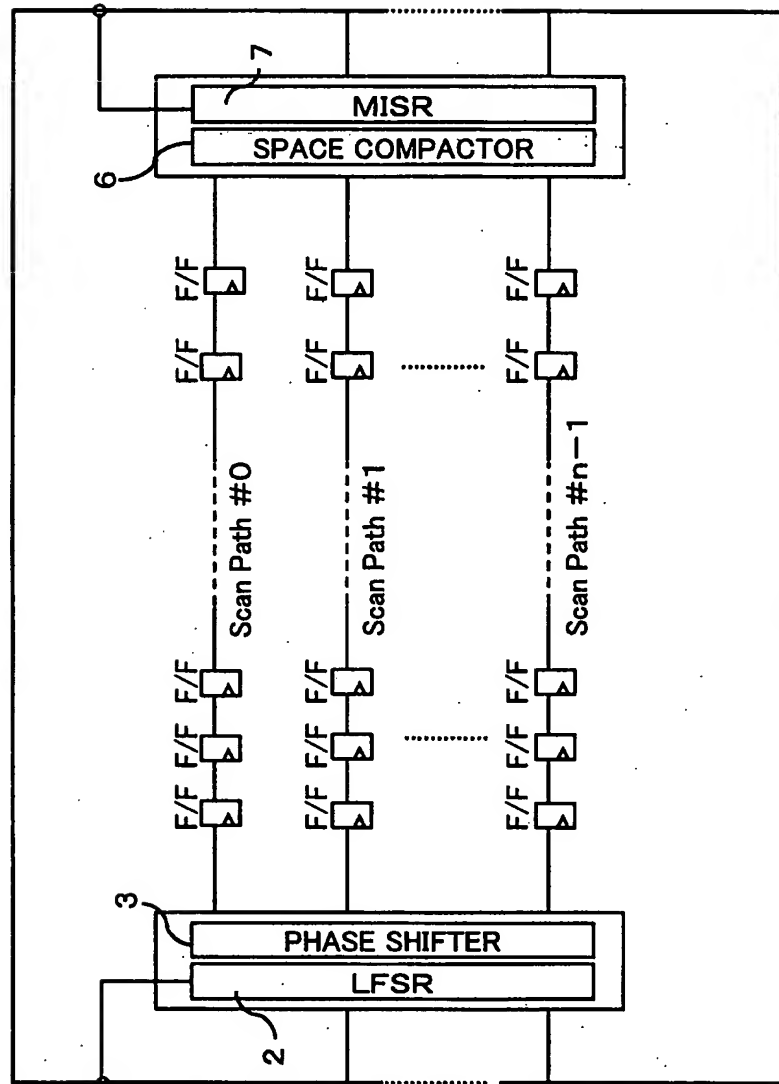 7
MISR
6
SPACE COMPACTOR
F/F F/F F/F
F/F F/F F/F
Scan Path #0
Scan Path #1
Scan Path #n−1
F/F F/F F/F
F/F F/F F/F
F/F F/F F/F
3
PHASE SHIFTER
LFSR
2